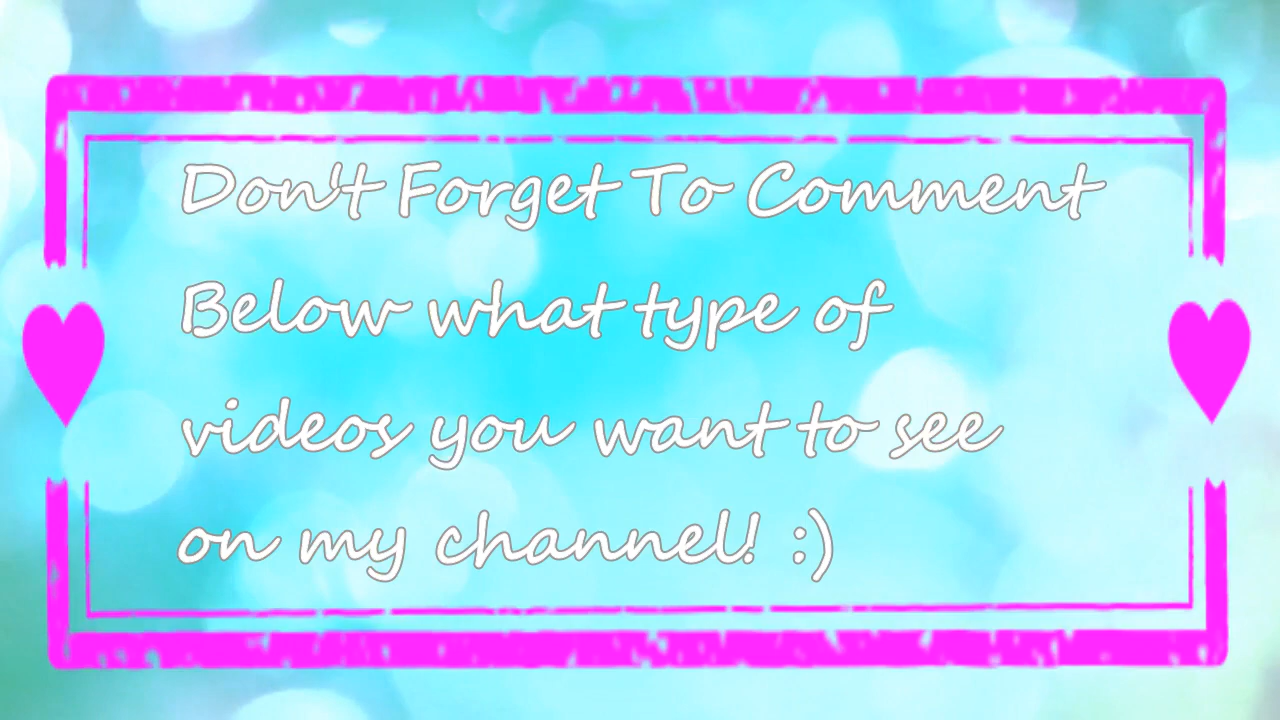 Don't Forget To Comment
Below what type of
videos you want to see
on my channel! :)